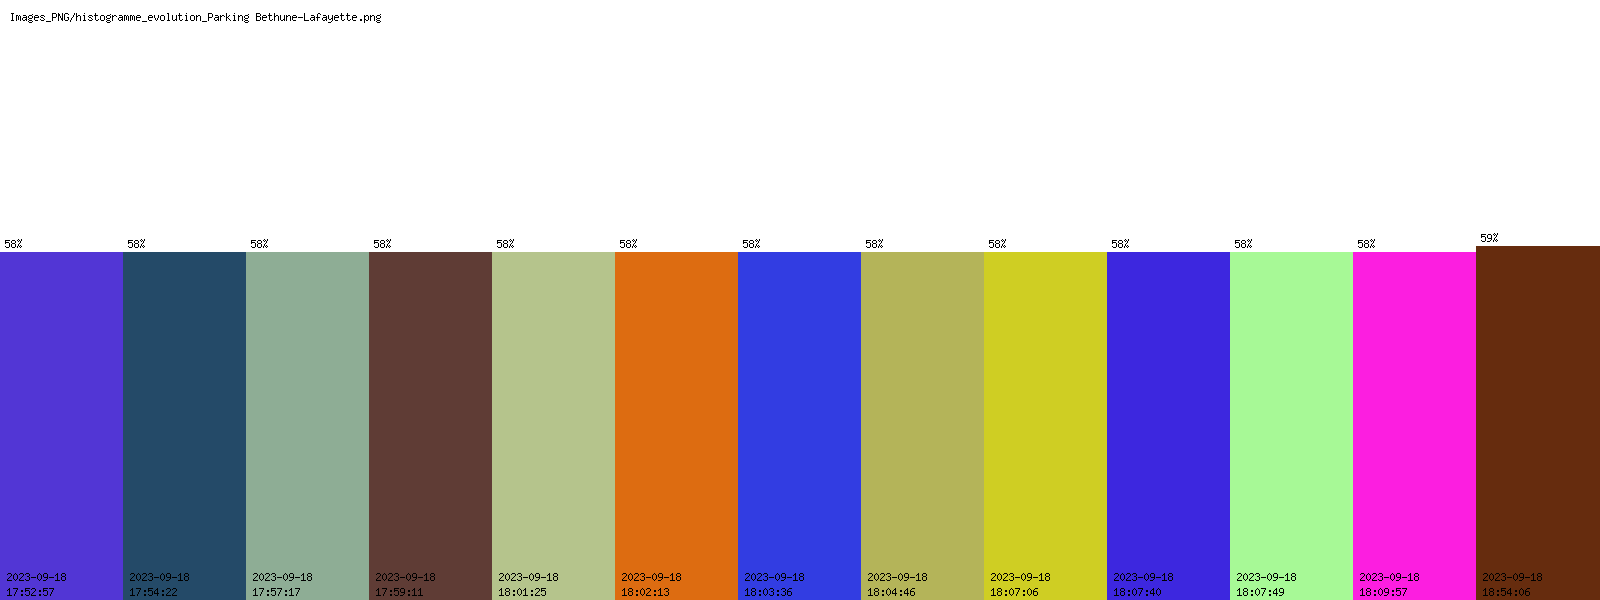 Images_PNG/histogramme_evolution_Parking Bethune-Lafayette.png
59%
58% 58% 58% 58% 58% 58% 58% 58% 58% 58% 58% 58%
2023-09-18 2023-09-18 2023-09-18 2023-09-18 2023-09-18 2023-09-18 2023-09-18 2023-09-18 2023-09-18 2023-09-18 2023-09-18 2023-09-18 2023-09-18
17:52:57 17:54:22 17:57:17 17:59:11 18:01:25 18:02:13 18:03:36 18:04:46 18:07:06 18:07:40 18:07:49 18:09:57 18:54:06